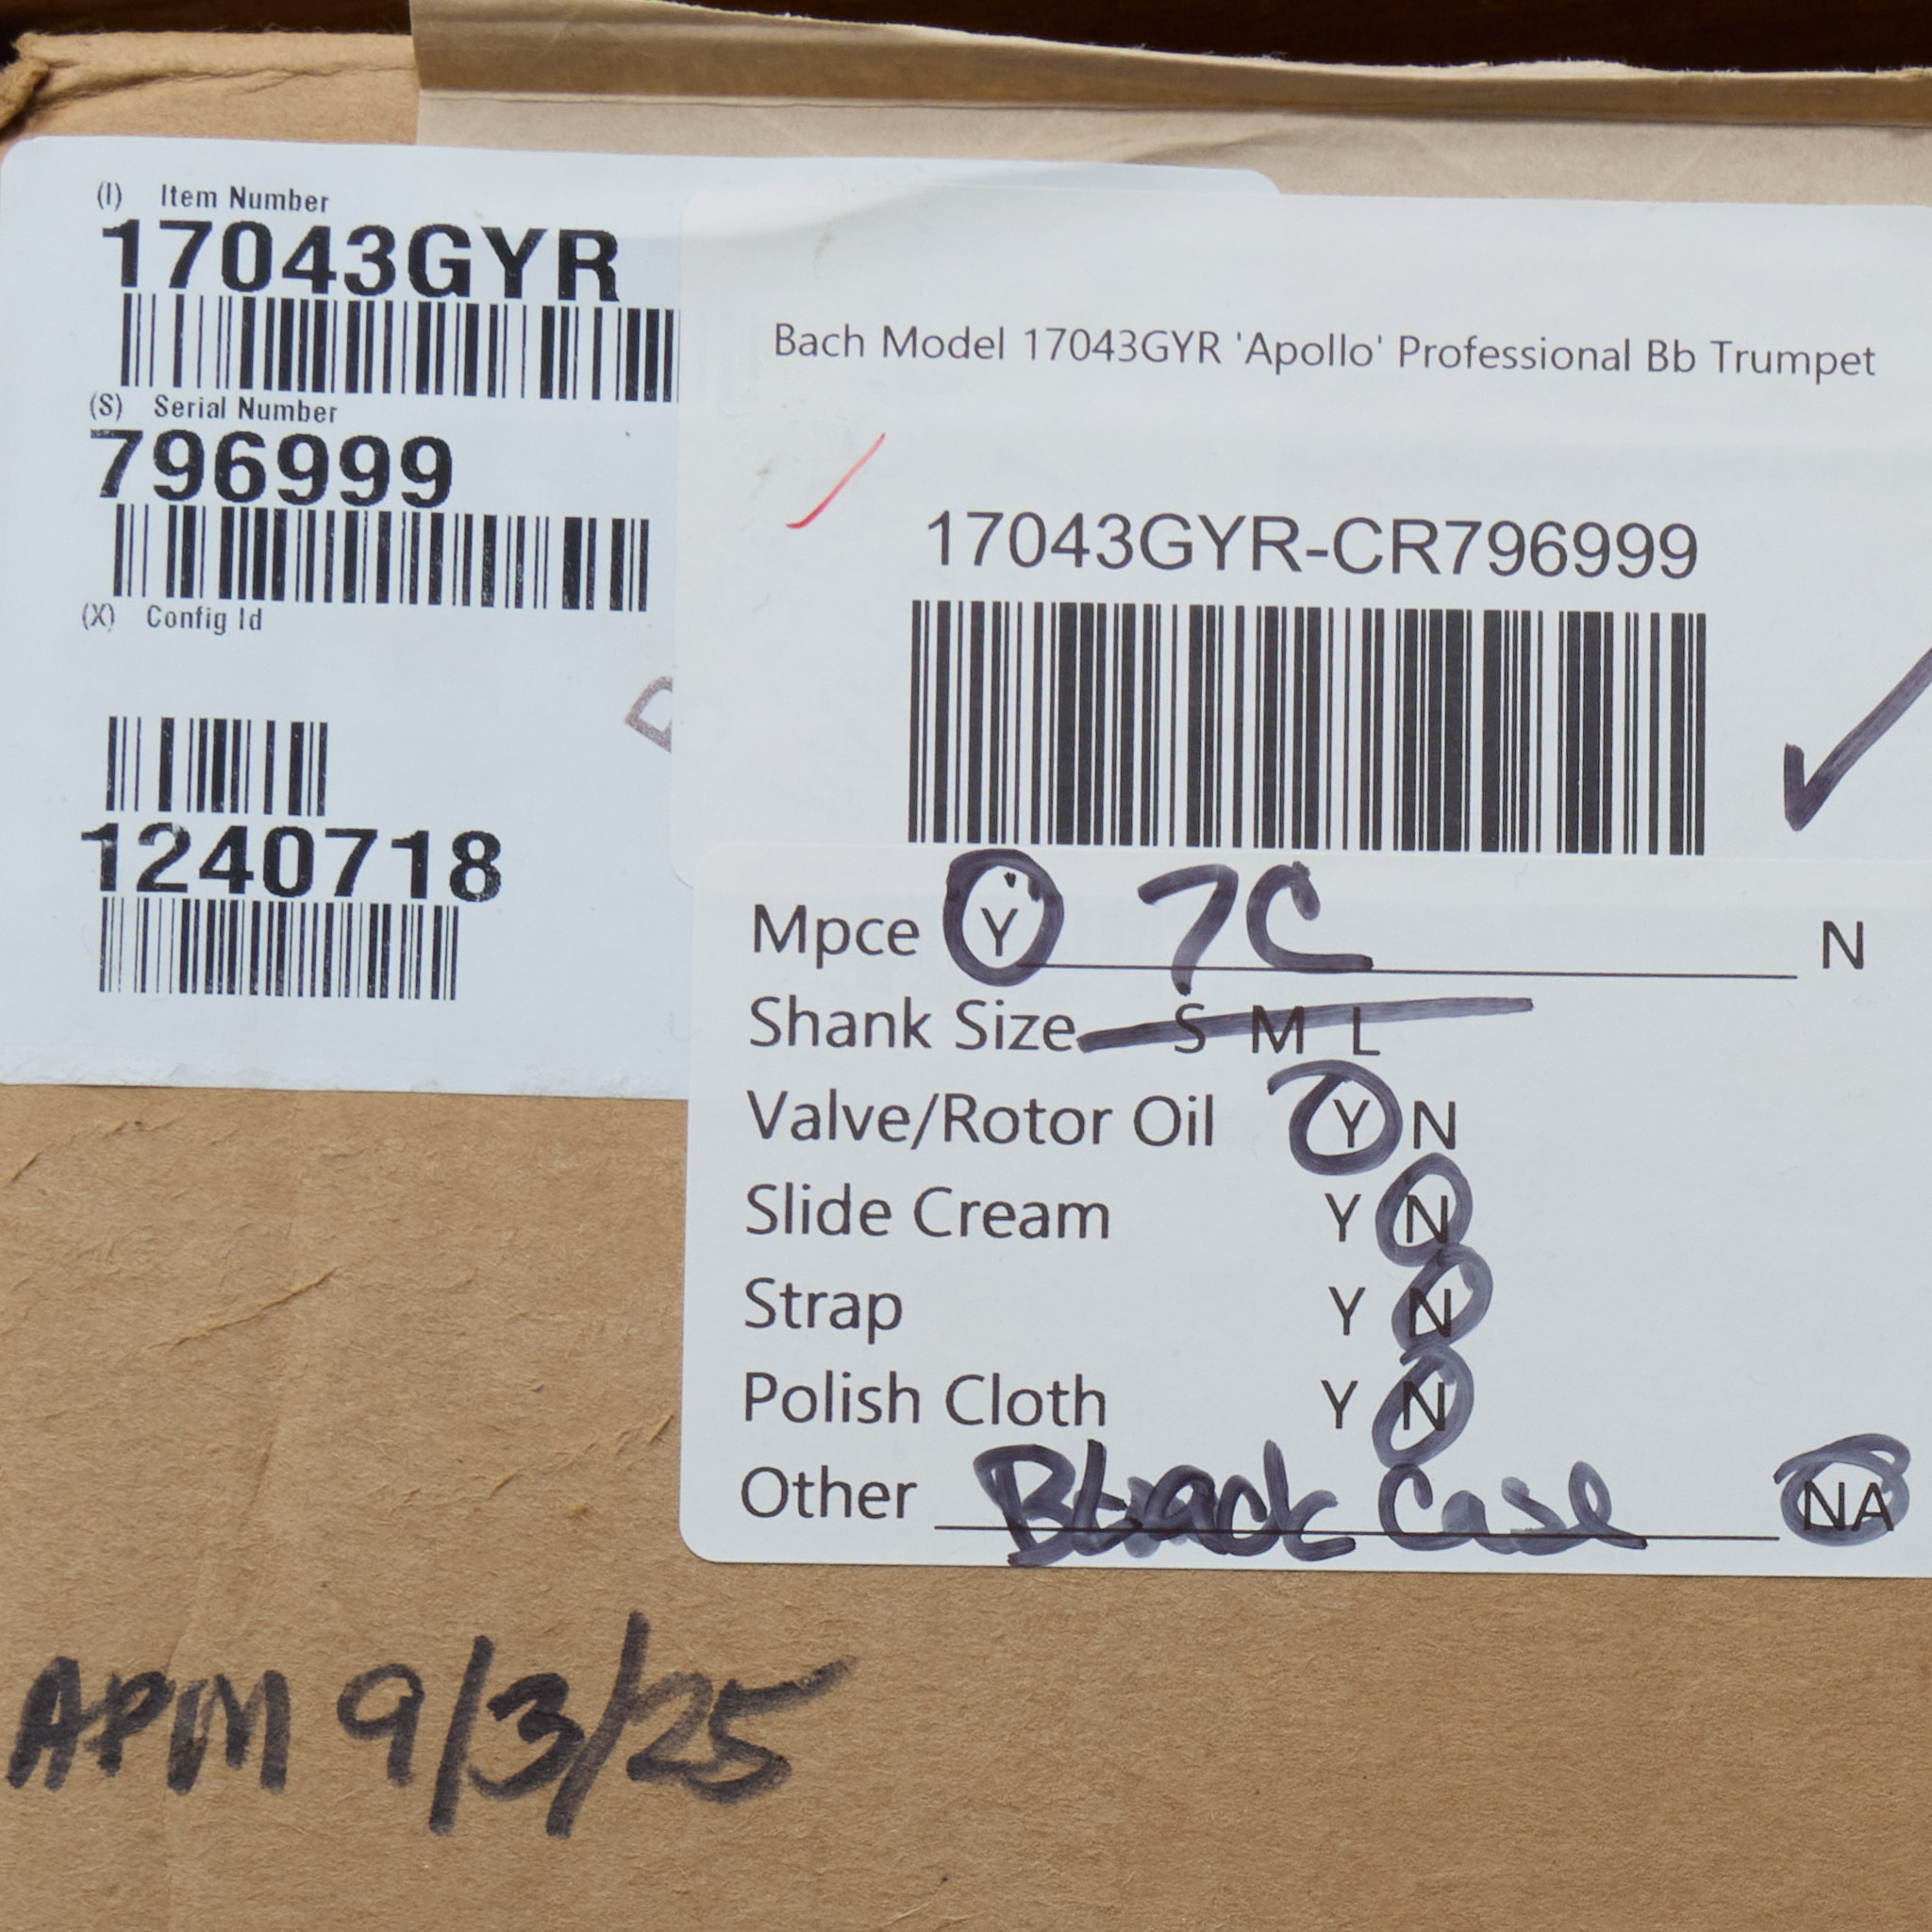 (I) Item Number
17043GYR
(S) Serial Number
796999
(X) Config Id
1240718
Bach Model 17043GYR 'Apollo' Professional Bb Trumpet
17043GYR-CR796999
Mpce Y 7C N
Shank Size S M L
Valve/Rotor Oil Y N
Slide Cream Y N
Strap Y N
Polish Cloth Y N
Other Black Case NA
APM 9/3/25